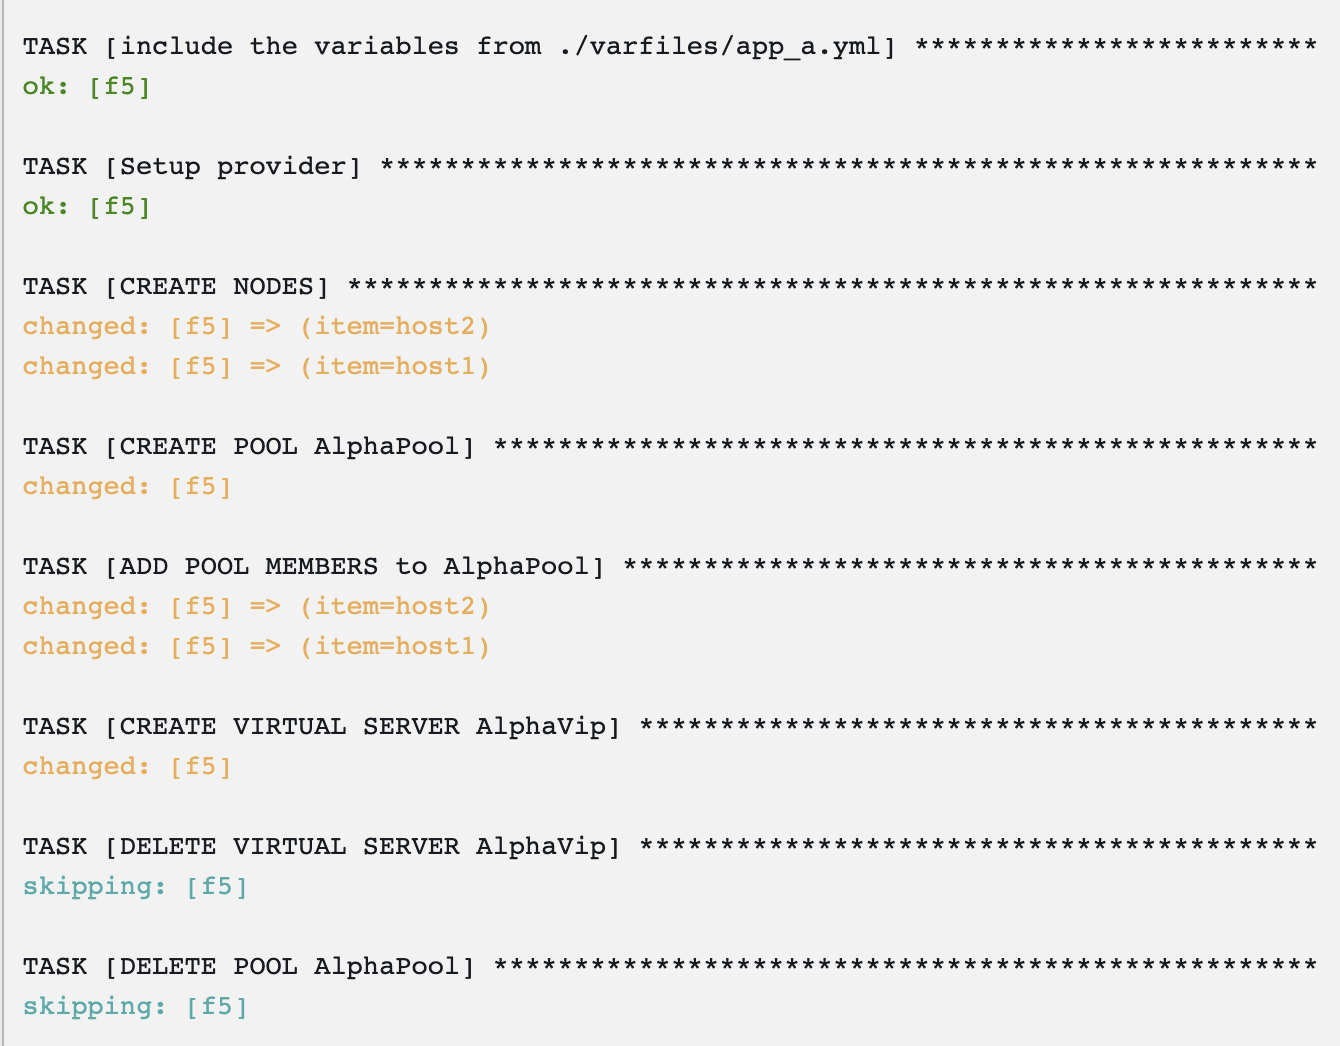 TASK [include the variables from ./varfiles/app_a.yml] *************************
ok: [f5]
TASK [Setup provider] **********************************************************
ok: [f5]
TASK [CREATE NODES] ************************************************************
changed: [f5] => (item=host2)
changed: [f5] => (item=host1)
TASK [CREATE POOL AlphaPool] ***************************************************
changed: [f5]
TASK [ADD POOL MEMBERS to AlphaPool] *******************************************
changed: [f5] => (item=host2)
changed: [f5] => (item=host1)
TASK [CREATE VIRTUAL SERVER AlphaVip] ******************************************
changed: [f5]
TASK [DELETE VIRTUAL SERVER AlphaVip] ******************************************
skipping: [f5]
TASK [DELETE POOL AlphaPool] ***************************************************
skipping: [f5]